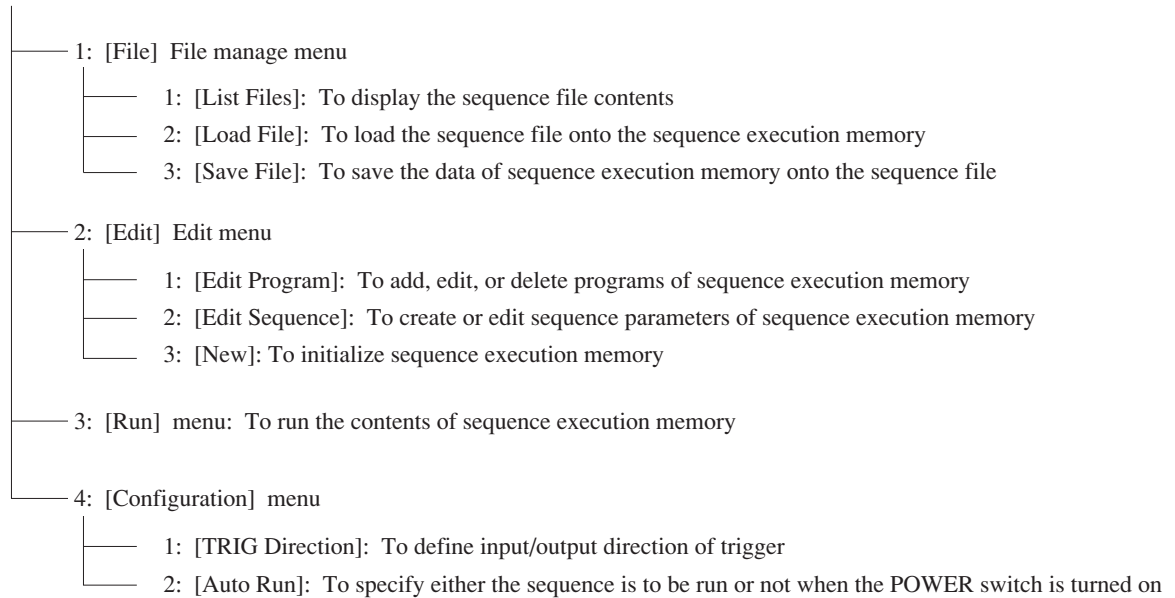 1: [File] File manage menu
1: [List Files]: To display the sequence file contents
2: [Load File]: To load the sequence file onto the sequence execution memory
3: [Save File]: To save the data of sequence execution memory onto the sequence file
2: [Edit] Edit menu
1: [Edit Program]: To add, edit, or delete programs of sequence execution memory
2: [Edit Sequence]: To create or edit sequence parameters of sequence execution memory
3: [New]: To initialize sequence execution memory
3: [Run] menu: To run the contents of sequence execution memory
4: [Configuration] menu
1: [TRIG Direction]: To define input/output direction of trigger
2: [Auto Run]: To specify either the sequence is to be run or not when the POWER switch is turned on